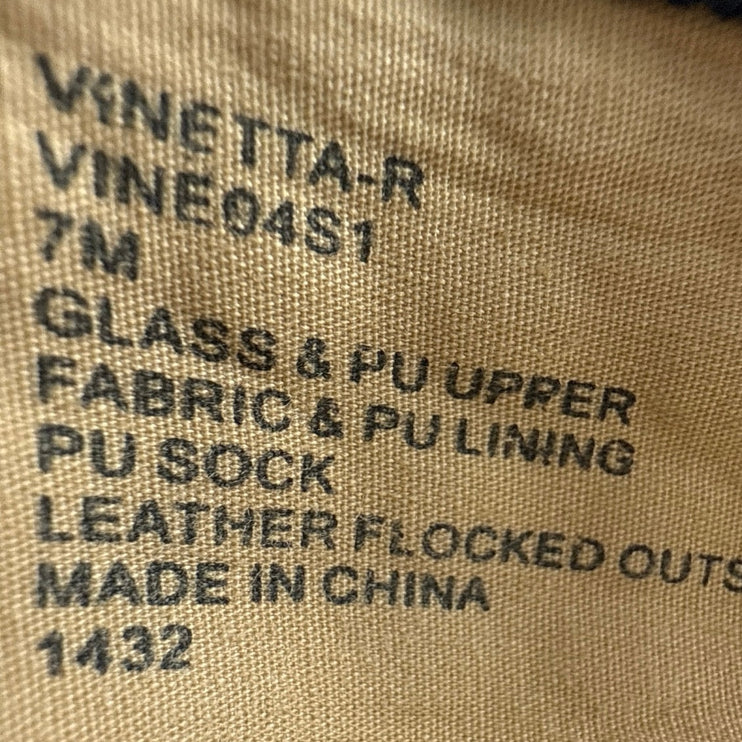 VINETTA-R
VINE04S1
7M
GLASS & PU UPPER
FABRIC & PU LINING
PU SOCK
LEATHER FLOCKED OUTS
MADE IN CHINA
1432